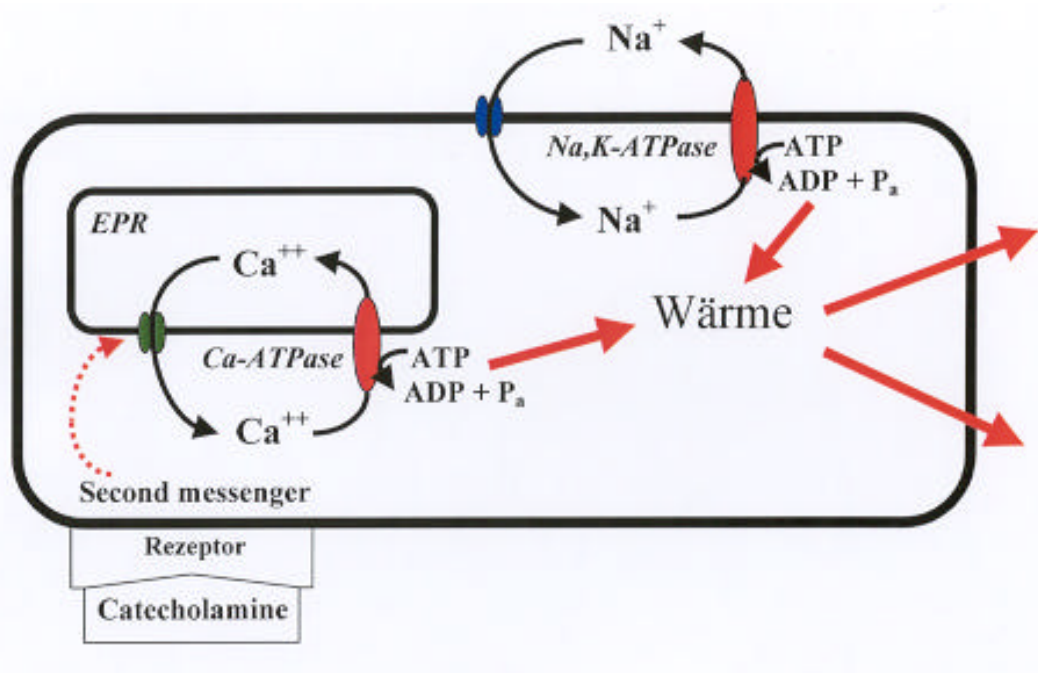 Na⁺
Na,K-ATPase
ATP
ADP + Pₐ
Na⁺
EPR
Ca⁺⁺
Wärme
Ca-ATPase
ATP
ADP + Pₐ
Ca⁺⁺
Second messenger
Rezeptor
Catecholamine